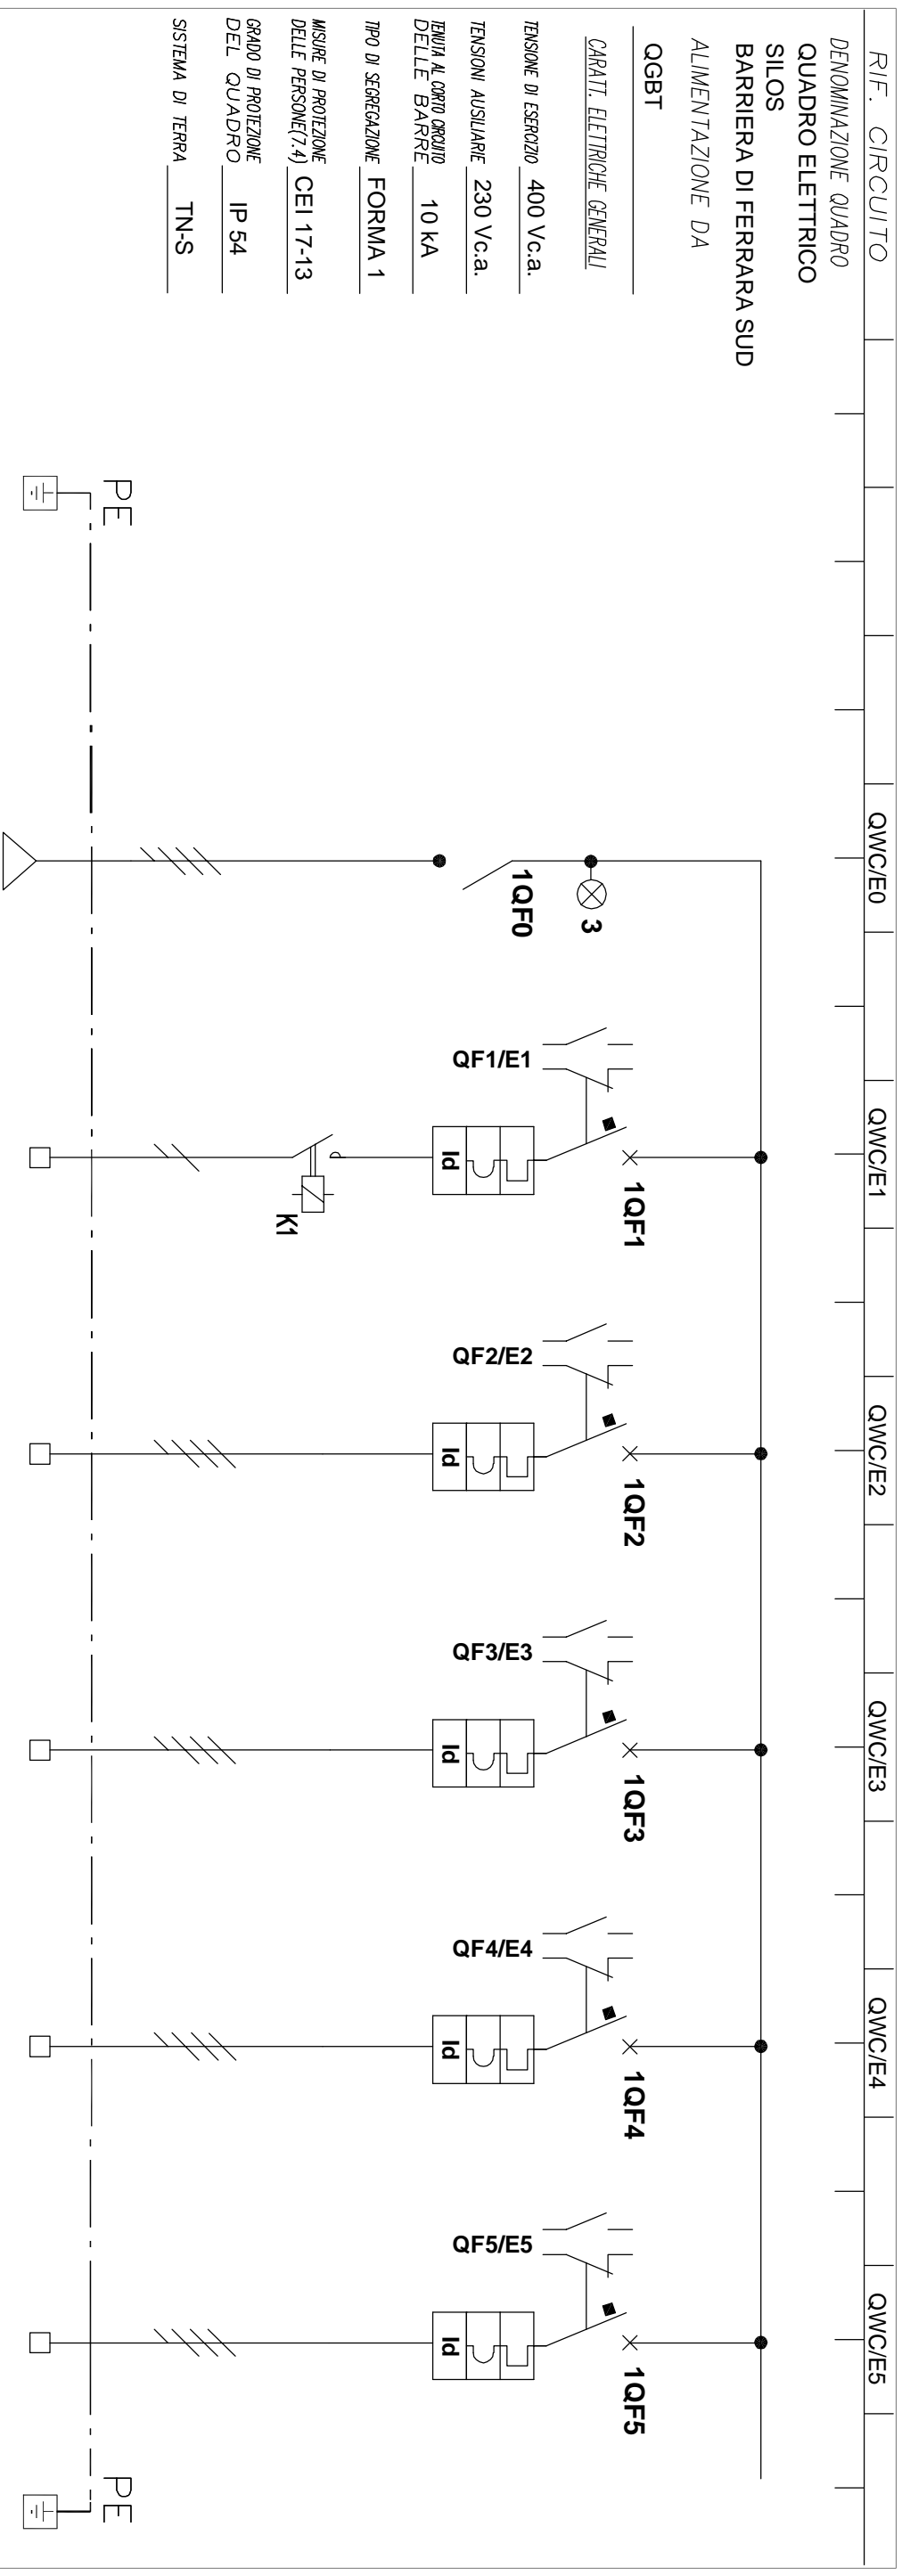 RIF. CIRCUITO
QWC/E0
QWC/E1
QWC/E2
QWC/E3
QWC/E4
QWC/E5
DENOMINAZIONE QUADRO
QUADRO ELETTRICO
SILOS
BARRIERA DI FERRARA SUD
ALIMENTAZIONE DA
QGBT
CARATT. ELETTRICHE GENERALI
TENSIONE DI ESERCIZIO 400 Vc.a.
TENSIONI AUSILIARIE 230 Vc.a.
TENUTA AL CORTO CIRCUITO
DELLE BARRE 10 kA
TIPO DI SEGREGAZIONE FORMA 1
MISURE DI PROTEZIONE
DELLE PERSONE(7.4) CEI 17-13
GRADO DI PROTEZIONE
DEL QUADRO IP 54
SISTEMA DI TERRA TN-S
3
1QF0
1QF1
QF1/E1
Id
K1
1QF2
QF2/E2
Id
1QF3
QF3/E3
Id
1QF4
QF4/E4
Id
1QF5
QF5/E5
Id
PE
PE